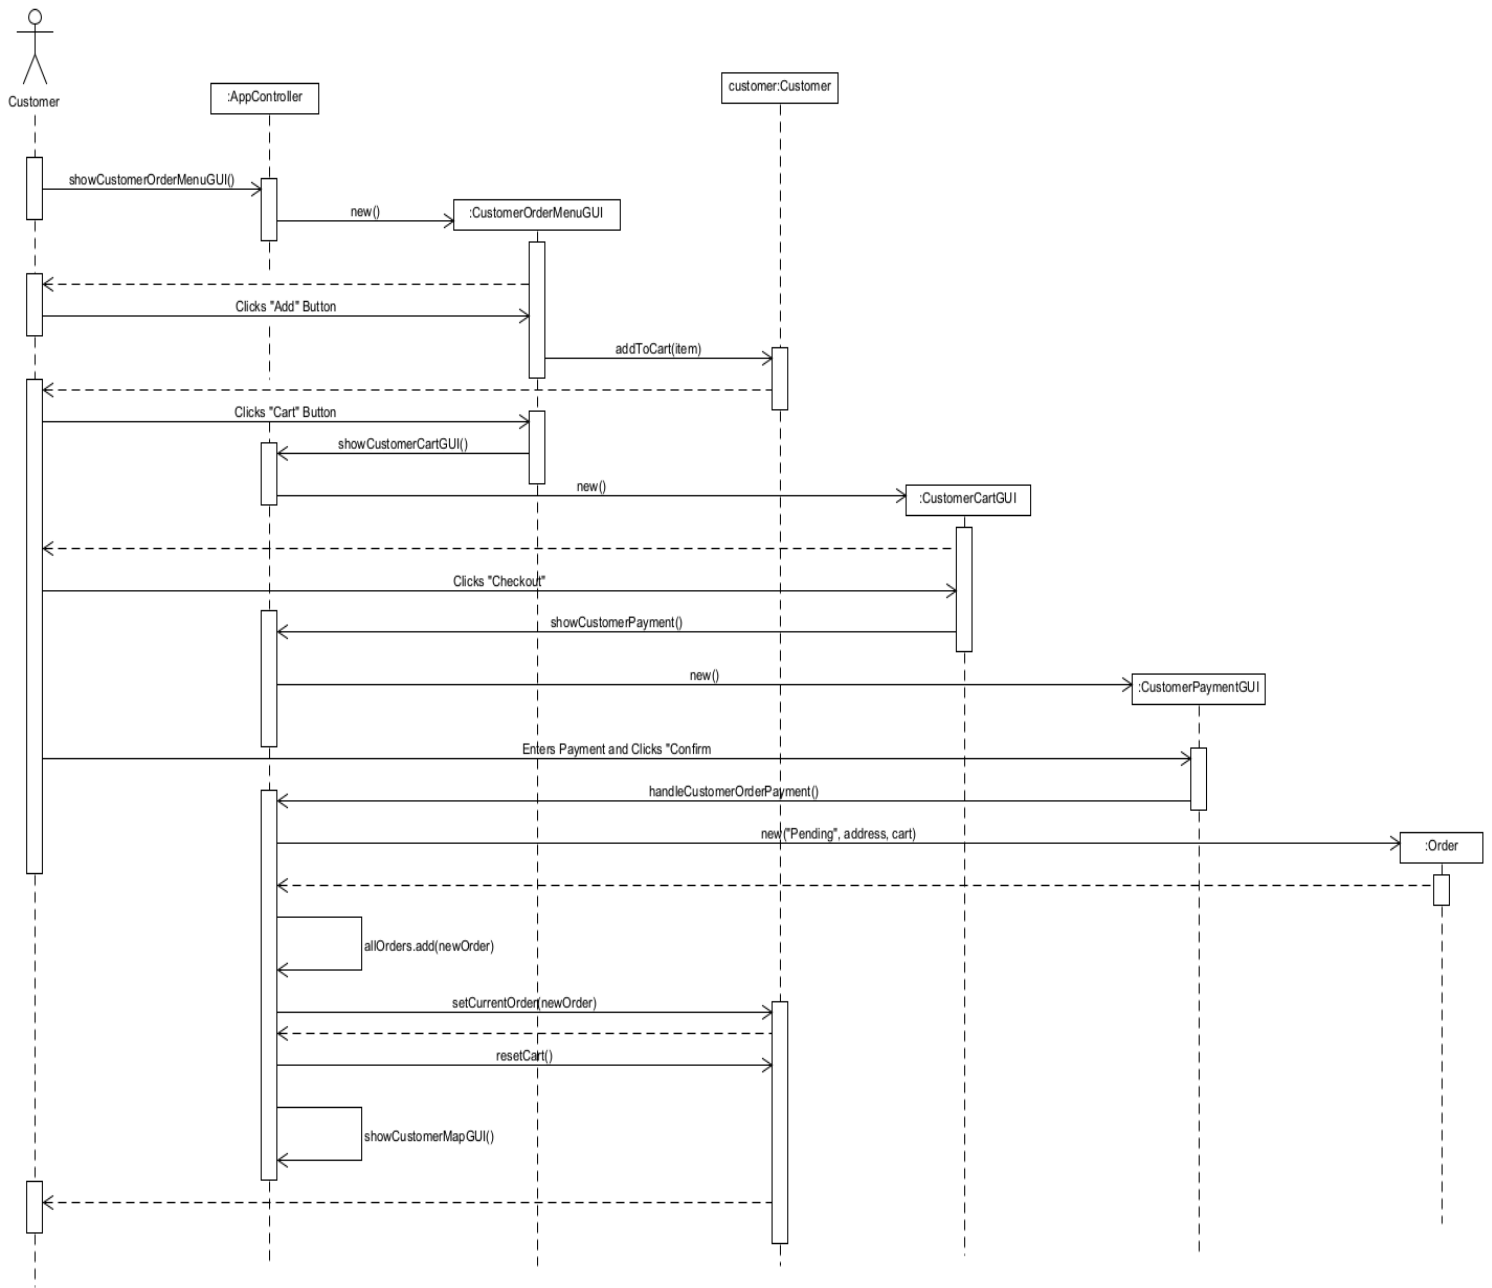 Customer
:AppController
customer:Customer
showCustomerOrderMenuGUI()
new()
:CustomerOrderMenuGUI
Clicks "Add" Button
addToCart(item)
Clicks "Cart" Button
showCustomerCartGUI()
new()
:CustomerCartGUI
Clicks "Checkout"
showCustomerPayment()
new()
:CustomerPaymentGUI
Enters Payment and Clicks "Confirm
handleCustomerOrderPayment()
new("Pending", address, cart)
:Order
allOrders.add(newOrder)
setCurrentOrder(newOrder)
resetCart()
showCustomerMapGUI()